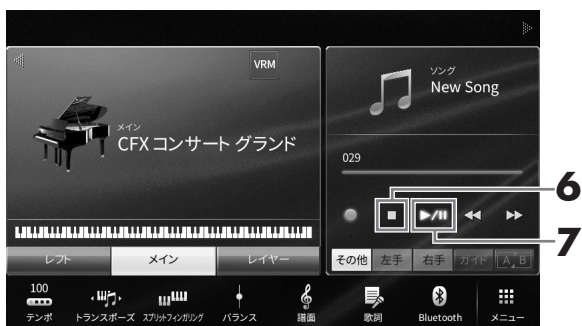 VRM
メイン
CFX コンサート グランド
ソング
New Song
029
6
7
レフト
メイン
レイヤー
その他
左手
右手
ガイド
A B
100
テンポ
トランスポーズ
スプリットフィンガリング
バランス
譜面
歌詞
Bluetooth
メニュー